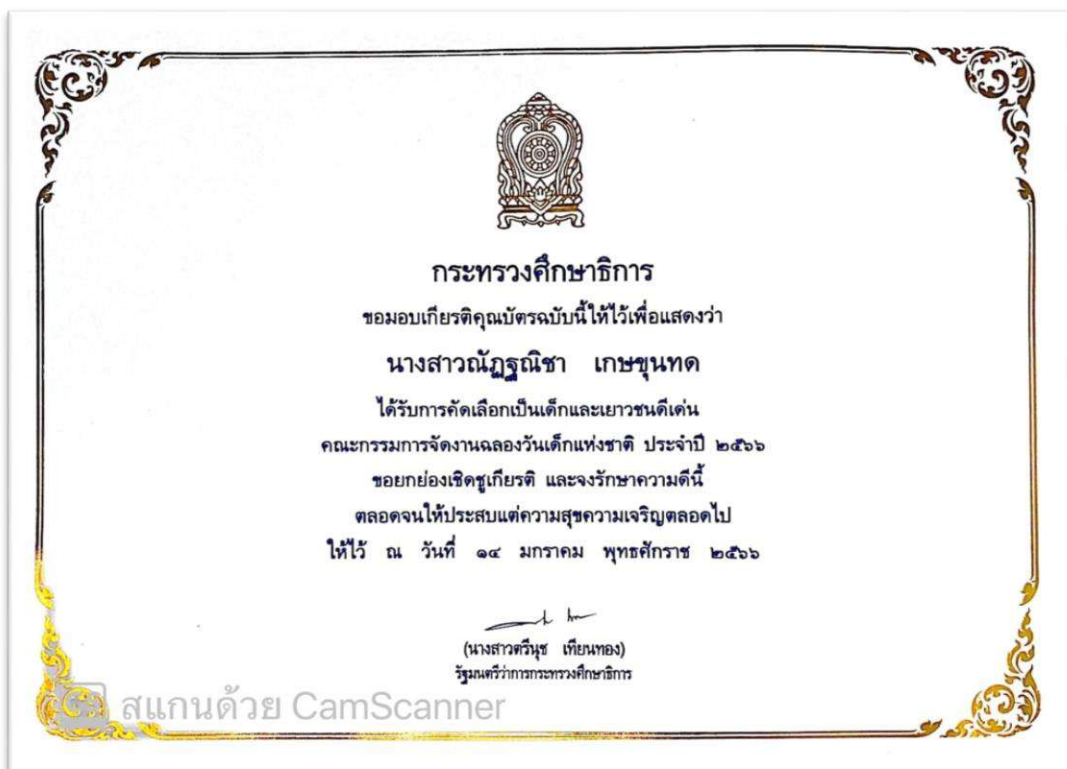 กระทรวงศึกษาธิการ
ขอมอบเกียรติคุณบัตรฉบับนี้ให้ไว้เพื่อแสดงว่า
นางสาวณัฏฐณิชา เกษขุนทด
ได้รับการคัดเลือกเป็นเด็กและเยาวชนดีเด่น
คณะกรรมการจัดงานฉลองวันเด็กแห่งชาติ ประจำปี ๒๕๖๖
ขอยกย่องเชิดชูเกียรติ และจงรักษาความดีนี้
ตลอดจนให้ประสบแต่ความสุขความเจริญตลอดไป
ให้ไว้ ณ วันที่ ๑๔ มกราคม พุทธศักราช ๒๕๖๖
(นางสาวตรีนุช เทียนทอง)
รัฐมนตรีว่าการกระทรวงศึกษาธิการ
สแกนด้วย CamScanner